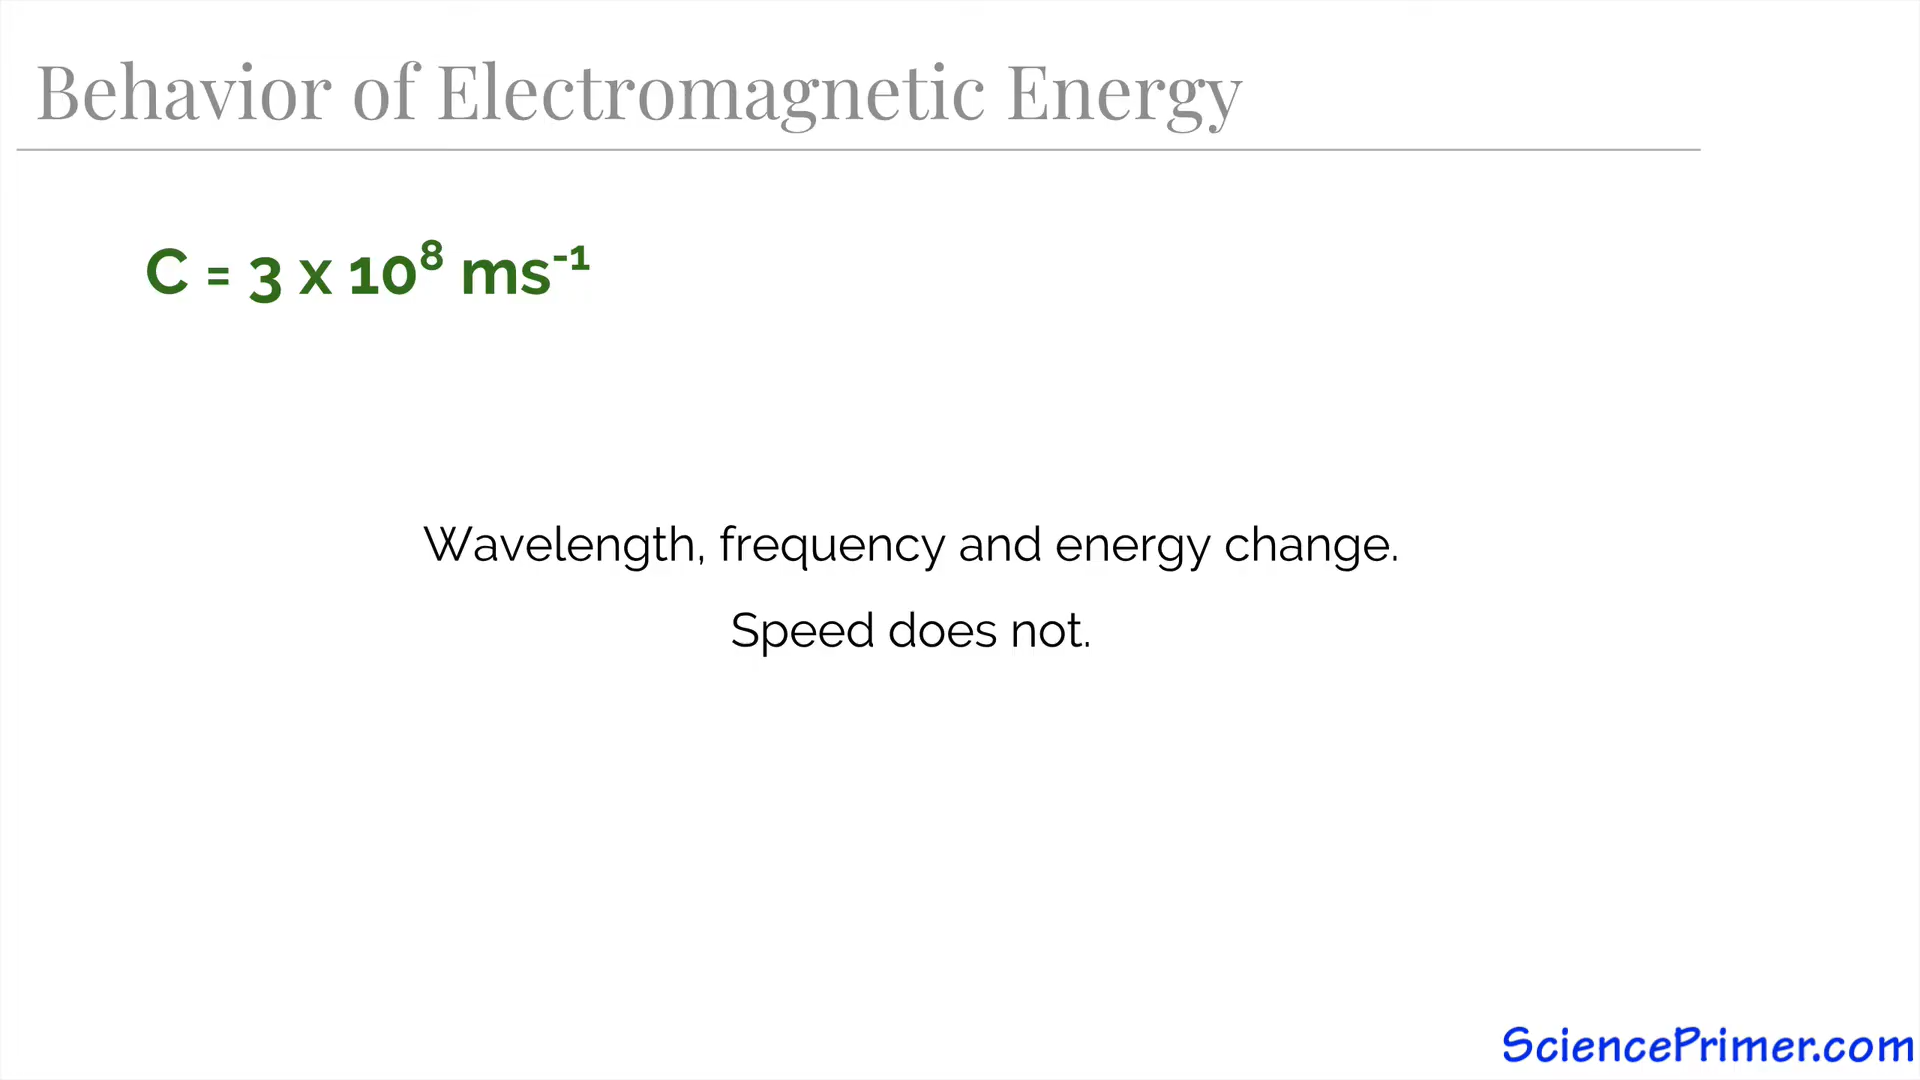 Behavior of Electromagnetic Energy
C = 3 x 10⁸ ms⁻¹
Wavelength, frequency and energy change.
Speed does not.
SciencePrimer.com